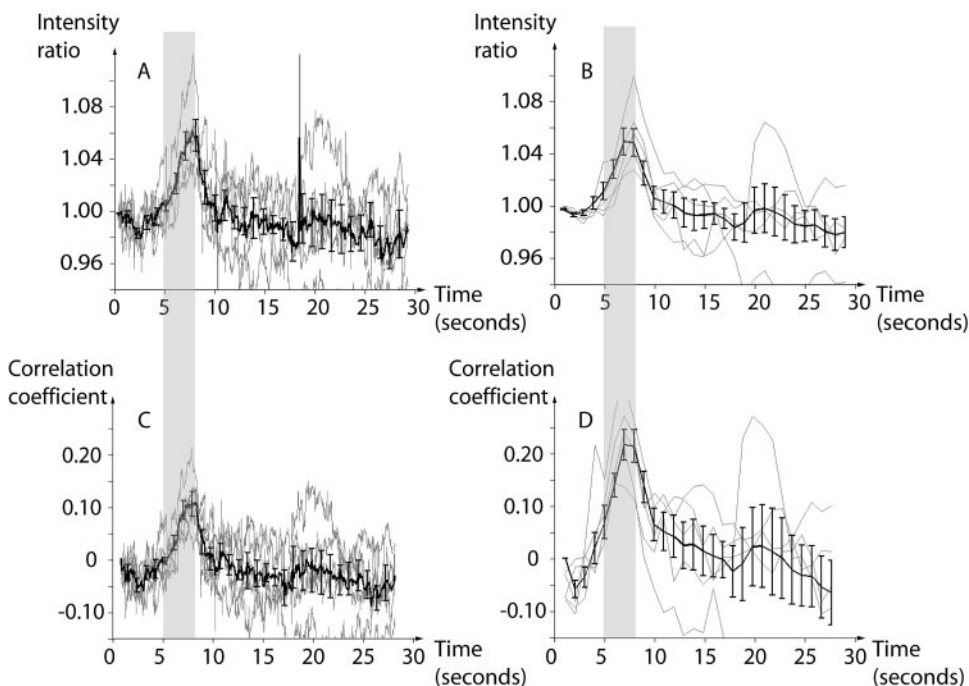 Intensity
ratio
A
1.08
1.04
1.00
0.96
0 5 10 15 20 25 30
Time
(seconds)
Intensity
ratio
B
1.08
1.04
1.00
0.96
0 5 10 15 20 25 30
Time
(seconds)
Correlation
coefficient
C
0.20
0.10
0
-0.10
0 5 10 15 20 25 30
Time
(seconds)
Correlation
coefficient
D
0.20
0.10
0
-0.10
0 5 10 15 20 25 30
Time
(seconds)